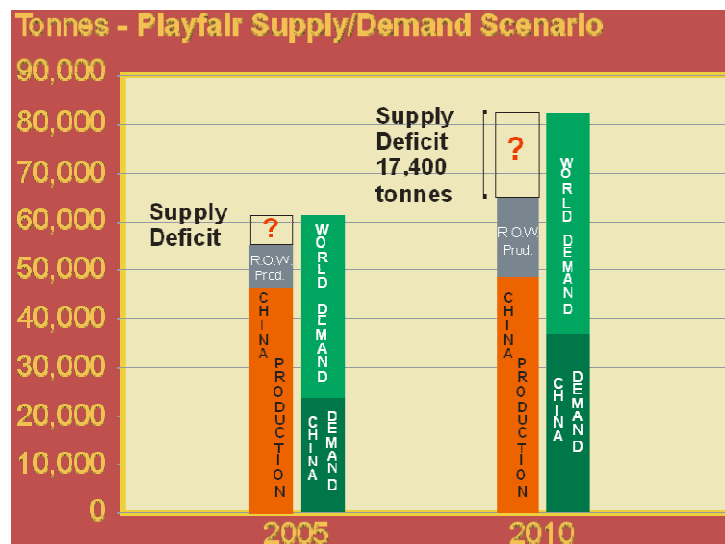 Tonnes - Playfair Supply/Demand Scenario
90,000
80,000
70,000
60,000
50,000
40,000
30,000
20,000
10,000
0
Supply
Deficit
?
R.O.W.
Prod.
CHINA
PRODUCTION
WORLD DEMAND
CHINA
DEMAND
Supply
Deficit
17,400
tonnes
?
R.O.W.
Prod.
CHINA
PRODUCTION
WORLD DEMAND
CHINA
DEMAND
2005
2010